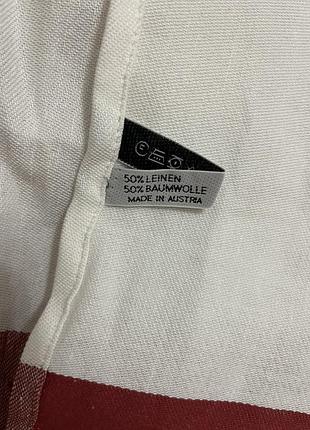 50% LEINEN
50% BAUMWOLLE
MADE IN AUSTRIA